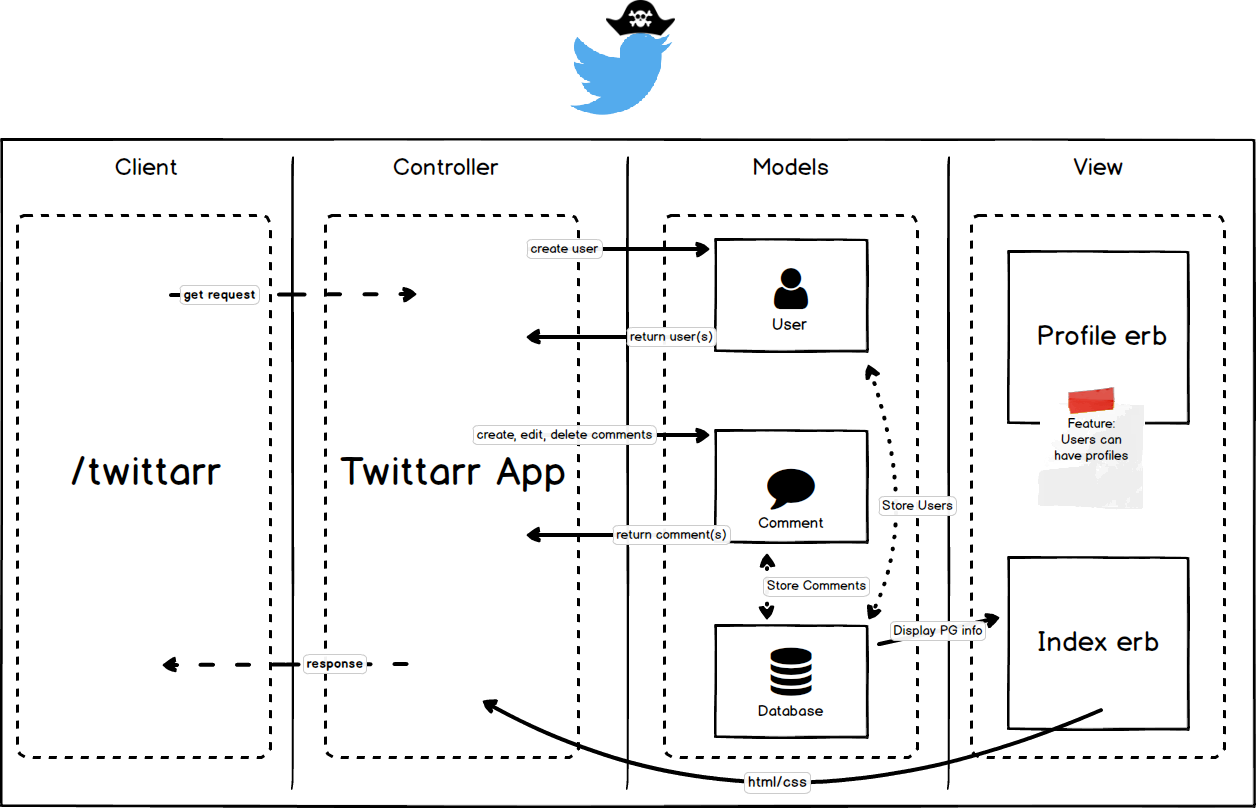 Client
Controller
Models
View
create user
get request
User
return user(s)
Profile erb
Feature:
Users can
have profiles
create, edit, delete comments
/twittarr
Twittarr App
Comment
Store Users
return comment(s)
Store Comments
Display PG info
Index erb
response
Database
html/css